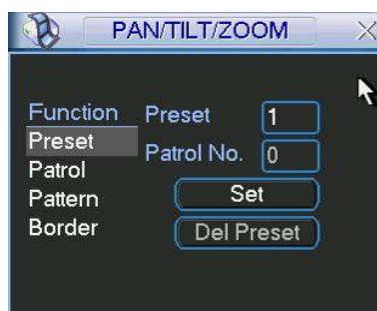 PAN/TILT/ZOOM
Function
Preset
Patrol
Pattern
Border
Preset 1
Patrol No. 0
Set
Del Preset